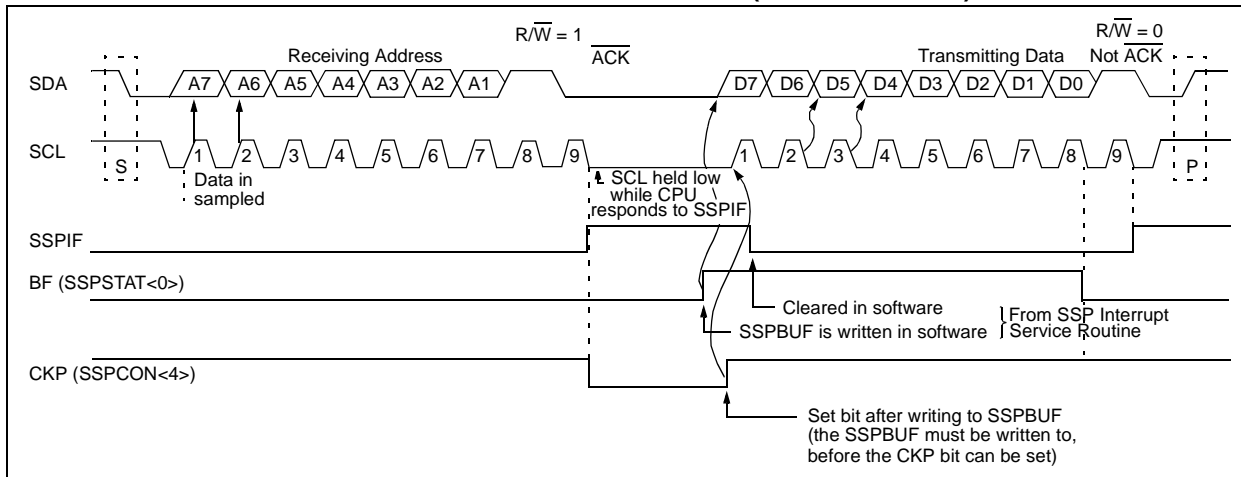 R/W = 1
R/W = 0
Receiving Address
ACK
Transmitting Data
Not ACK
SDA
A7 A6 A5 A4 A3 A2 A1
D7 D6 D5 D4 D3 D2 D1 D0
SCL
S
1 2 3 4 5 6 7 8 9
1 2 3 4 5 6 7 8 9
P
Data in
sampled
SCL held low
while CPU
responds to SSPIF
SSPIF
BF (SSPSTAT<0>)
Cleared in software
SSPBUF is written in software
From SSP Interrupt
Service Routine
CKP (SSPCON<4>)
Set bit after writing to SSPBUF
(the SSPBUF must be written to,
before the CKP bit can be set)